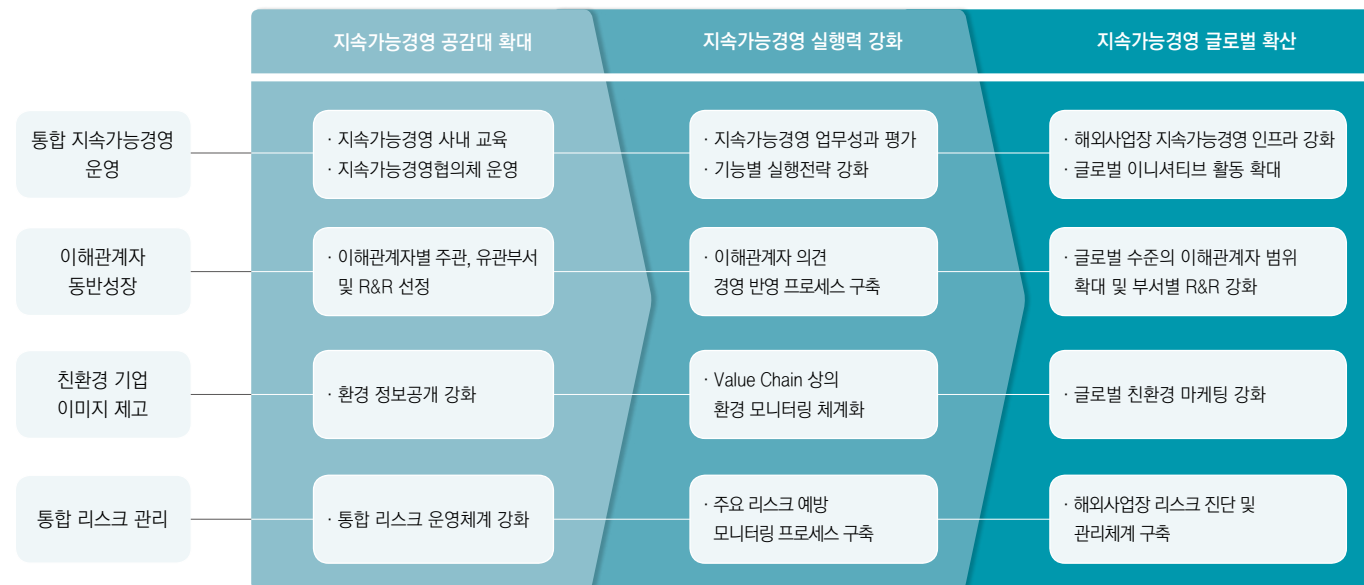 지속가능경영 공감대 확대
지속가능경영 실행력 강화
지속가능경영 글로벌 확산
통합 지속가능경영
운영
· 지속가능경영 사내 교육
· 지속가능경영협의체 운영
· 지속가능경영 업무성과 평가
· 기능별 실행전략 강화
· 해외사업장 지속가능경영 인프라 강화
· 글로벌 이니셔티브 활동 확대
이해관계자
동반성장
· 이해관계자별 주관, 유관부서
및 R&R 선정
· 이해관계자 의견
경영 반영 프로세스 구축
· 글로벌 수준의 이해관계자 범위
확대 및 부서별 R&R 강화
친환경 기업
이미지 제고
· 환경 정보공개 강화
· Value Chain 상의
환경 모니터링 체계화
· 글로벌 친환경 마케팅 강화
통합 리스크 관리
· 통합 리스크 운영체계 강화
· 주요 리스크 예방
모니터링 프로세스 구축
· 해외사업장 리스크 진단 및
관리체계 구축